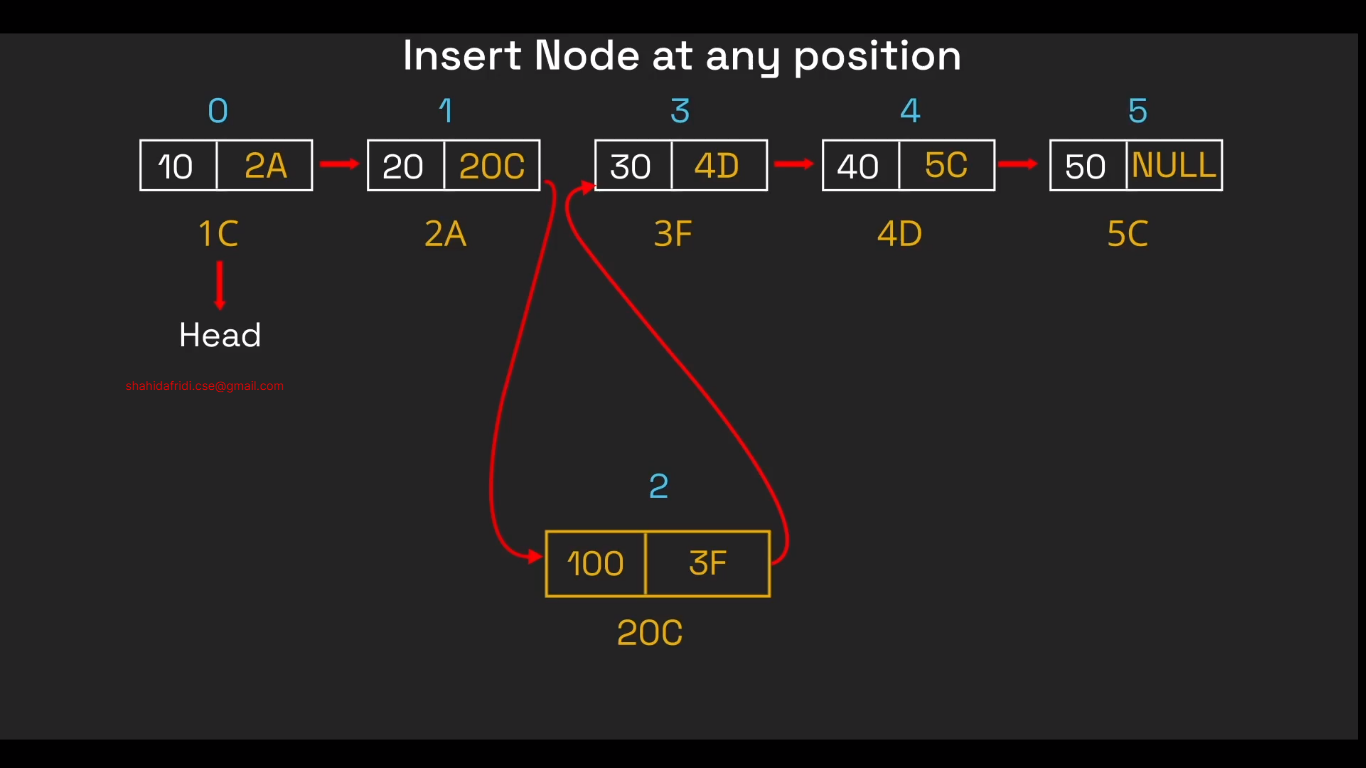 Insert Node at any position
0 1 3 4 5
10 2A 20 20C 30 4D 40 5C 50 NULL
1C 2A 3F 4D 5C
Head
shahidafridi.cse@gmail.com
2
100 3F
20C